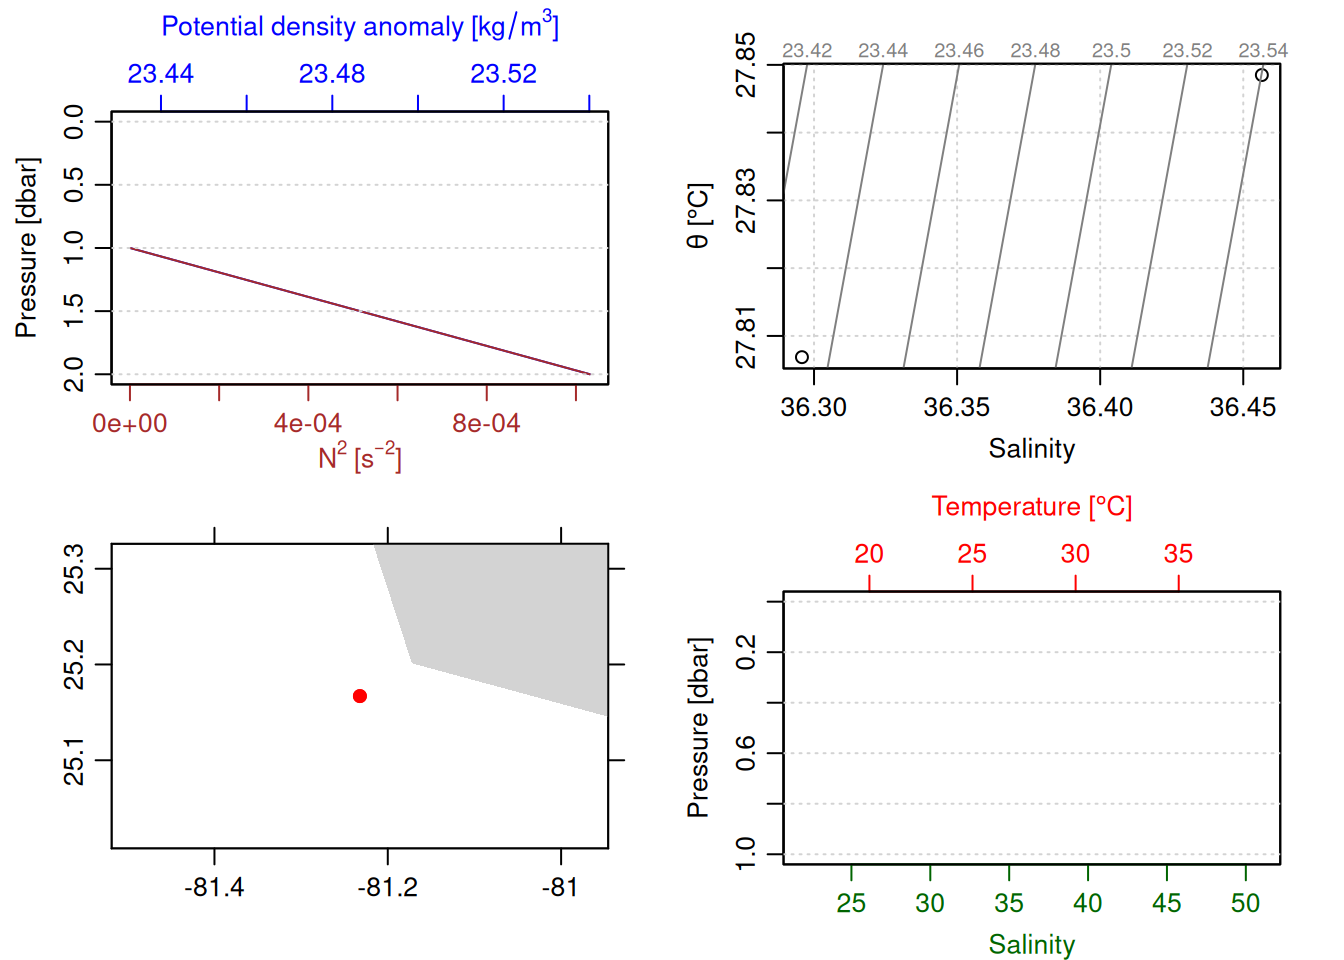 Potential density anomaly [kg/m³]
23.44 23.48 23.52
0.0
0.5
1.0
1.5
2.0
Pressure [dbar]
0e+00 4e-04 8e-04
N² [s⁻²]
23.42 23.44 23.46 23.48 23.5 23.52 23.54
27.85
27.83
27.81
θ [°C]
36.30 36.35 36.40 36.45
Salinity
25.3
25.2
25.1
-81.4 -81.2 -81
Temperature [°C]
20 25 30 35
0.2
0.6
1.0
Pressure [dbar]
25 30 35 40 45 50
Salinity